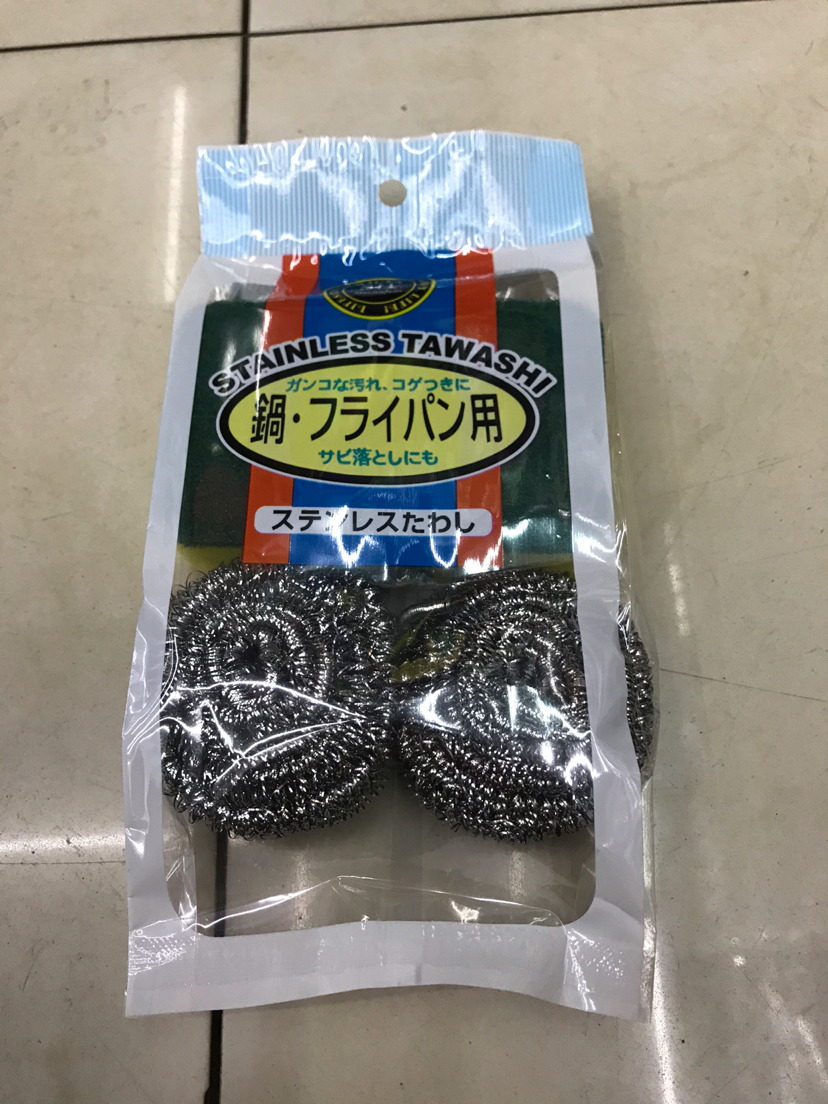 STAINLESS TAWASHI
ガンコな汚れ、コゲつきに
鍋・フライパン用
サビ落としにも
ステンレスたわし